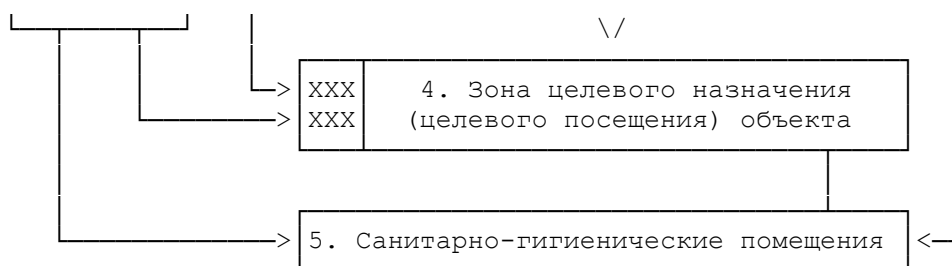 \/
XXX 4. Зона целевого назначения
XXX (целевого посещения) объекта
5. Санитарно-гигиенические помещения